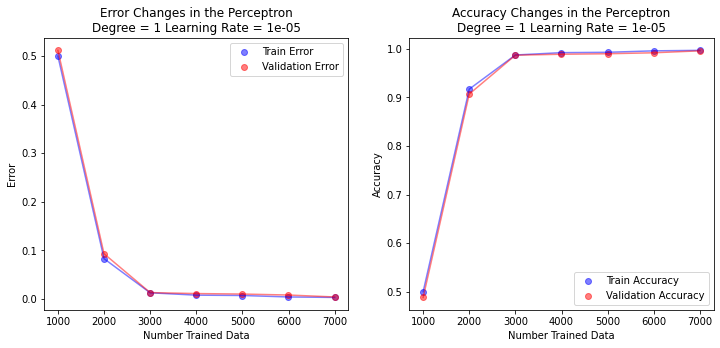 Error Changes in the Perceptron
Degree = 1 Learning Rate = 1e-05
Train Error
Validation Error
Error
0.5
0.4
0.3
0.2
0.1
0.0
1000 2000 3000 4000 5000 6000 7000
Number Trained Data
Accuracy Changes in the Perceptron
Degree = 1 Learning Rate = 1e-05
Accuracy
1.0
0.9
0.8
0.7
0.6
0.5
Train Accuracy
Validation Accuracy
1000 2000 3000 4000 5000 6000 7000
Number Trained Data